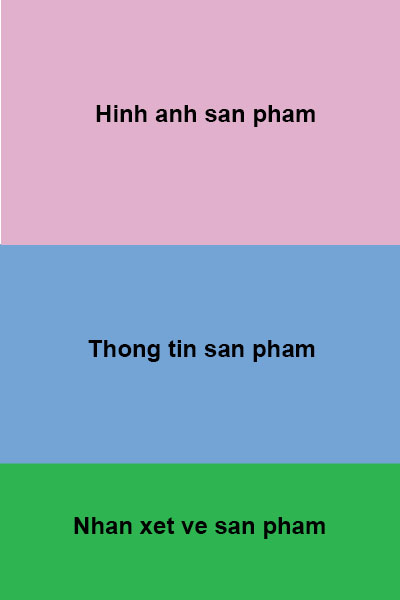 Hinh anh san pham
Thong tin san pham
Nhan xet ve san pham